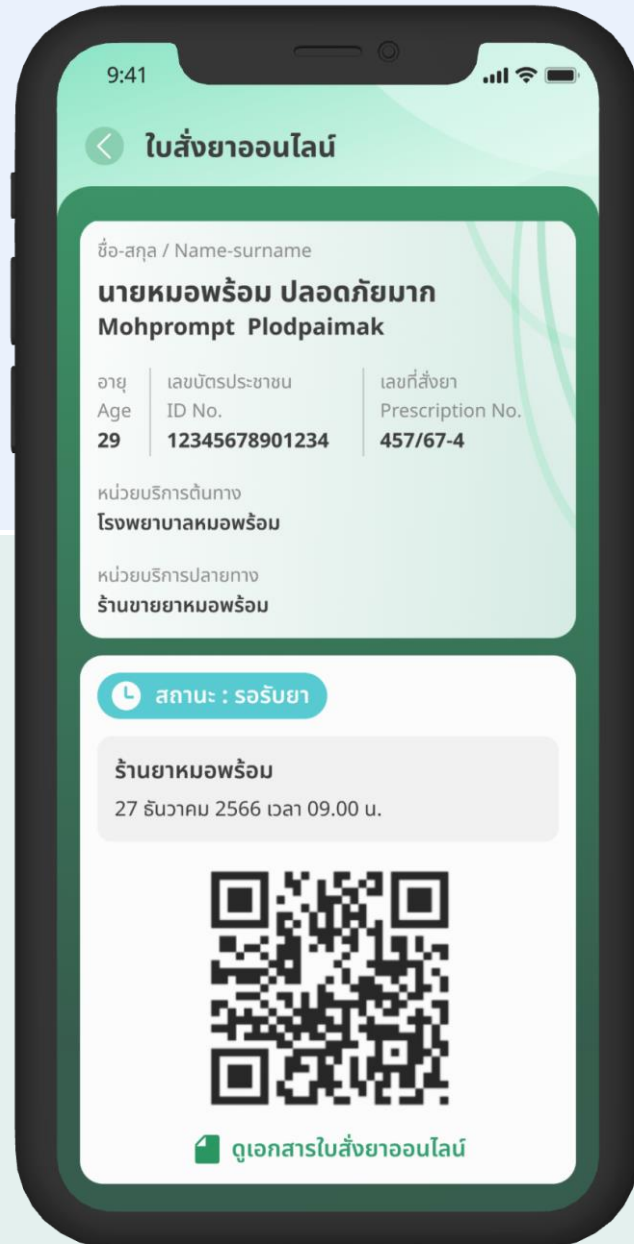 9:41
ใบสั่งยาออนไลน์
ชื่อ-สกุล / Name-surname
นายหมอพร้อม ปลอดภัยมาก
Mohprompt Plodpaimak
อายุ เลขบัตรประชาชน เลขที่สั่งยา
Age ID No. Prescription No.
29 12345678901234 457/67-4
หน่วยบริการต้นทาง
โรงพยาบาลหมอพร้อม
หน่วยบริการปลายทาง
ร้านขายยาหมอพร้อม
สถานะ : รอรับยา
ร้านยาหมอพร้อม
27 ธันวาคม 2566 เวลา 09.00 น.
ดูเอกสารใบสั่งยาออนไลน์